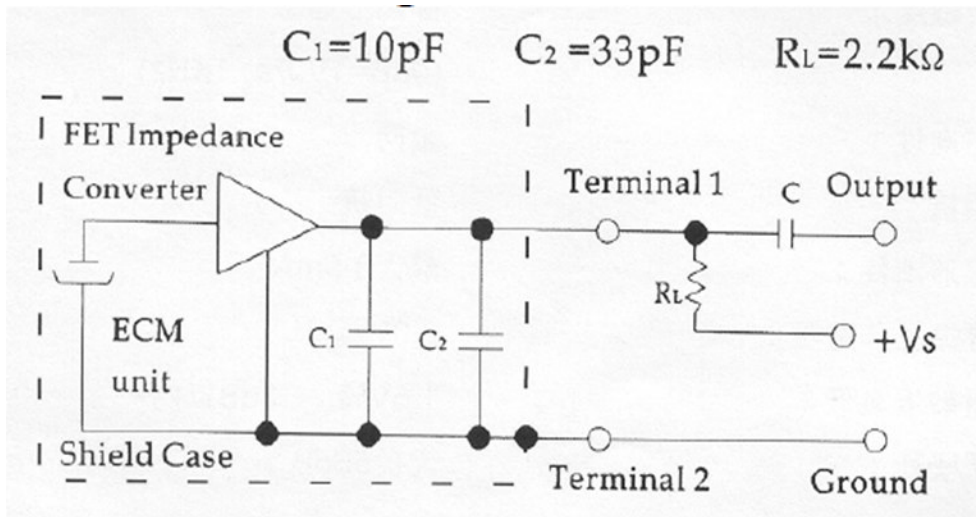 C₁=10pF C₂ =33pF RL=2.2kΩ
FET Impedance
Converter
Terminal 1
C
Output
RL
ECM
unit
C₁
C₂
+Vs
Shield Case
Terminal 2
Ground